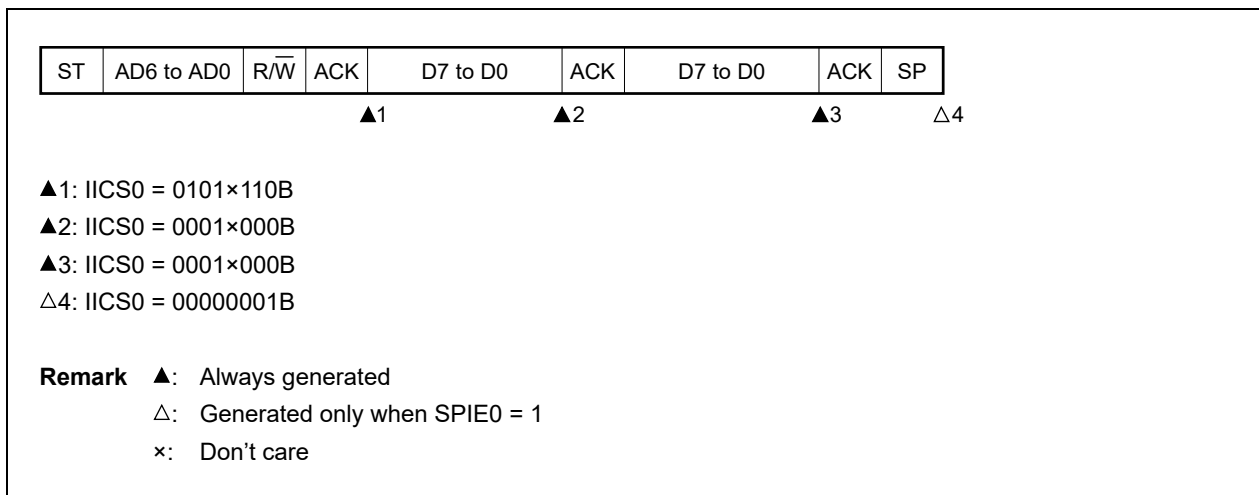 ST AD6 to AD0 R/W̅ ACK D7 to D0 ACK D7 to D0 ACK SP
▲1 ▲2 ▲3 △4
▲1: IICS0 = 0101×110B
▲2: IICS0 = 0001×000B
▲3: IICS0 = 0001×000B
△4: IICS0 = 00000001B
Remark ▲: Always generated
△: Generated only when SPIE0 = 1
×: Don't care